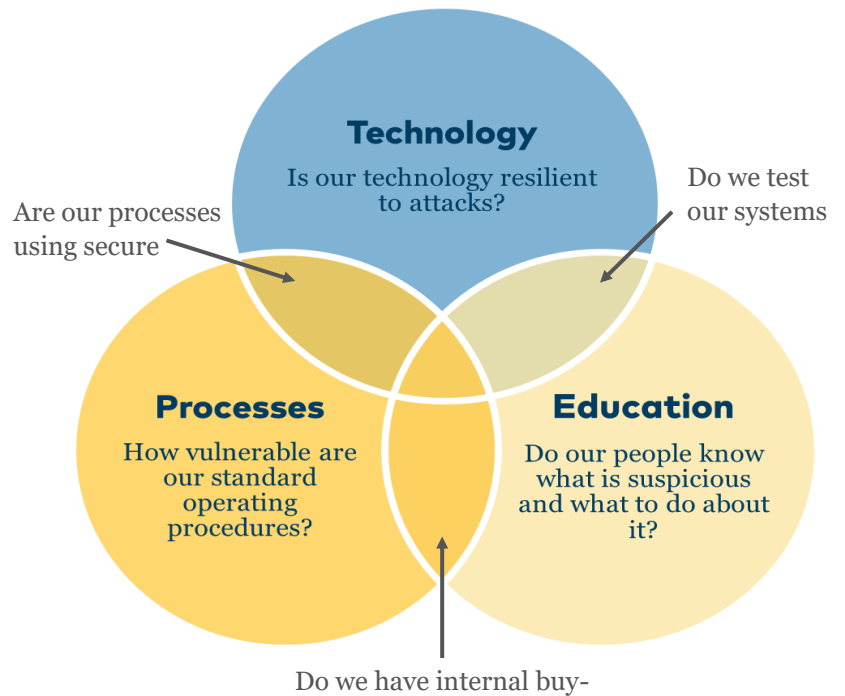 Technology
Is our technology resilient
to attacks?
Do we test
our systems
Are our processes
using secure
Processes
How vulnerable are
our standard
operating
procedures?
Education
Do our people know
what is suspicious
and what to do about
it?
Do we have internal buy-